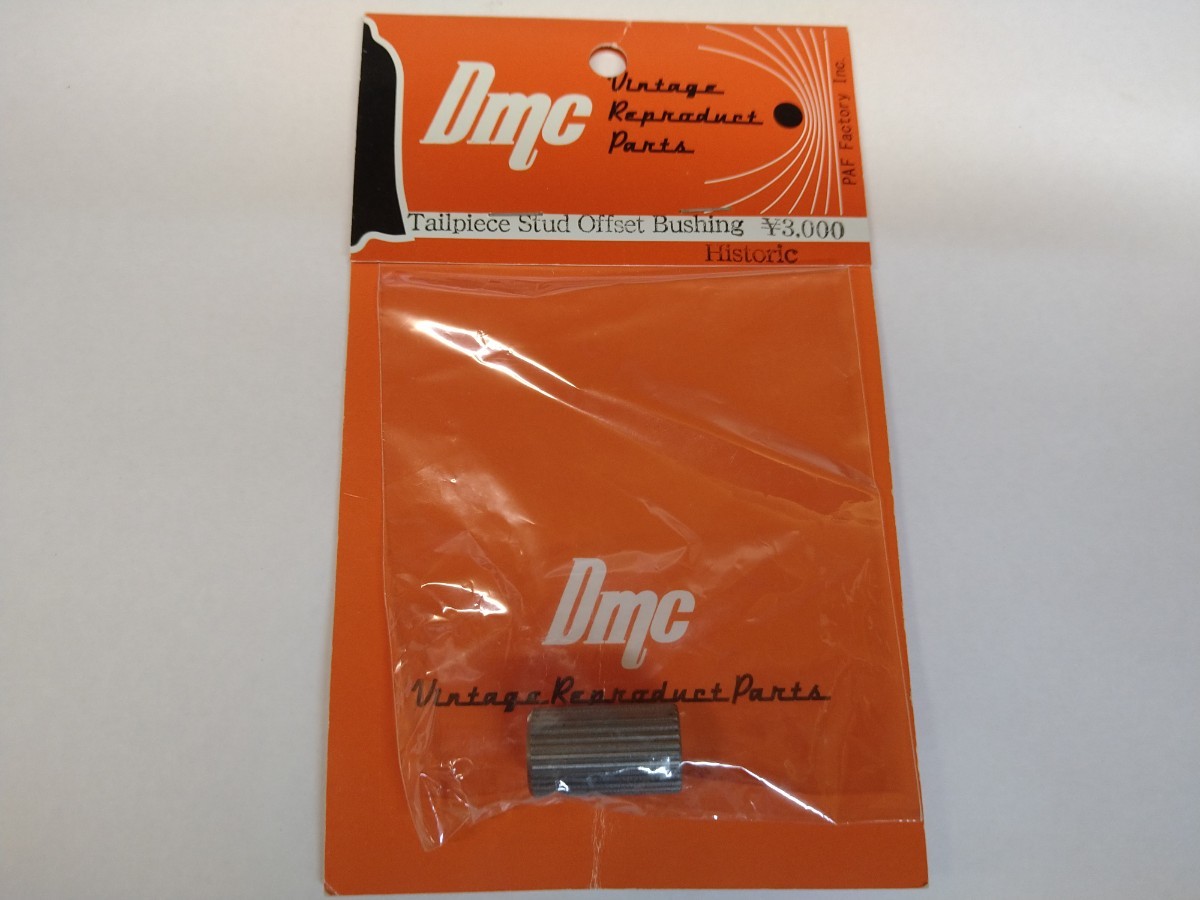 Dmc
Vintage
Reproduct
Parts
PAF Factory Inc.
Tailpiece Stud Offset Bushing ¥3,000
Historic
Dmc
Vintage Reproduct Parts